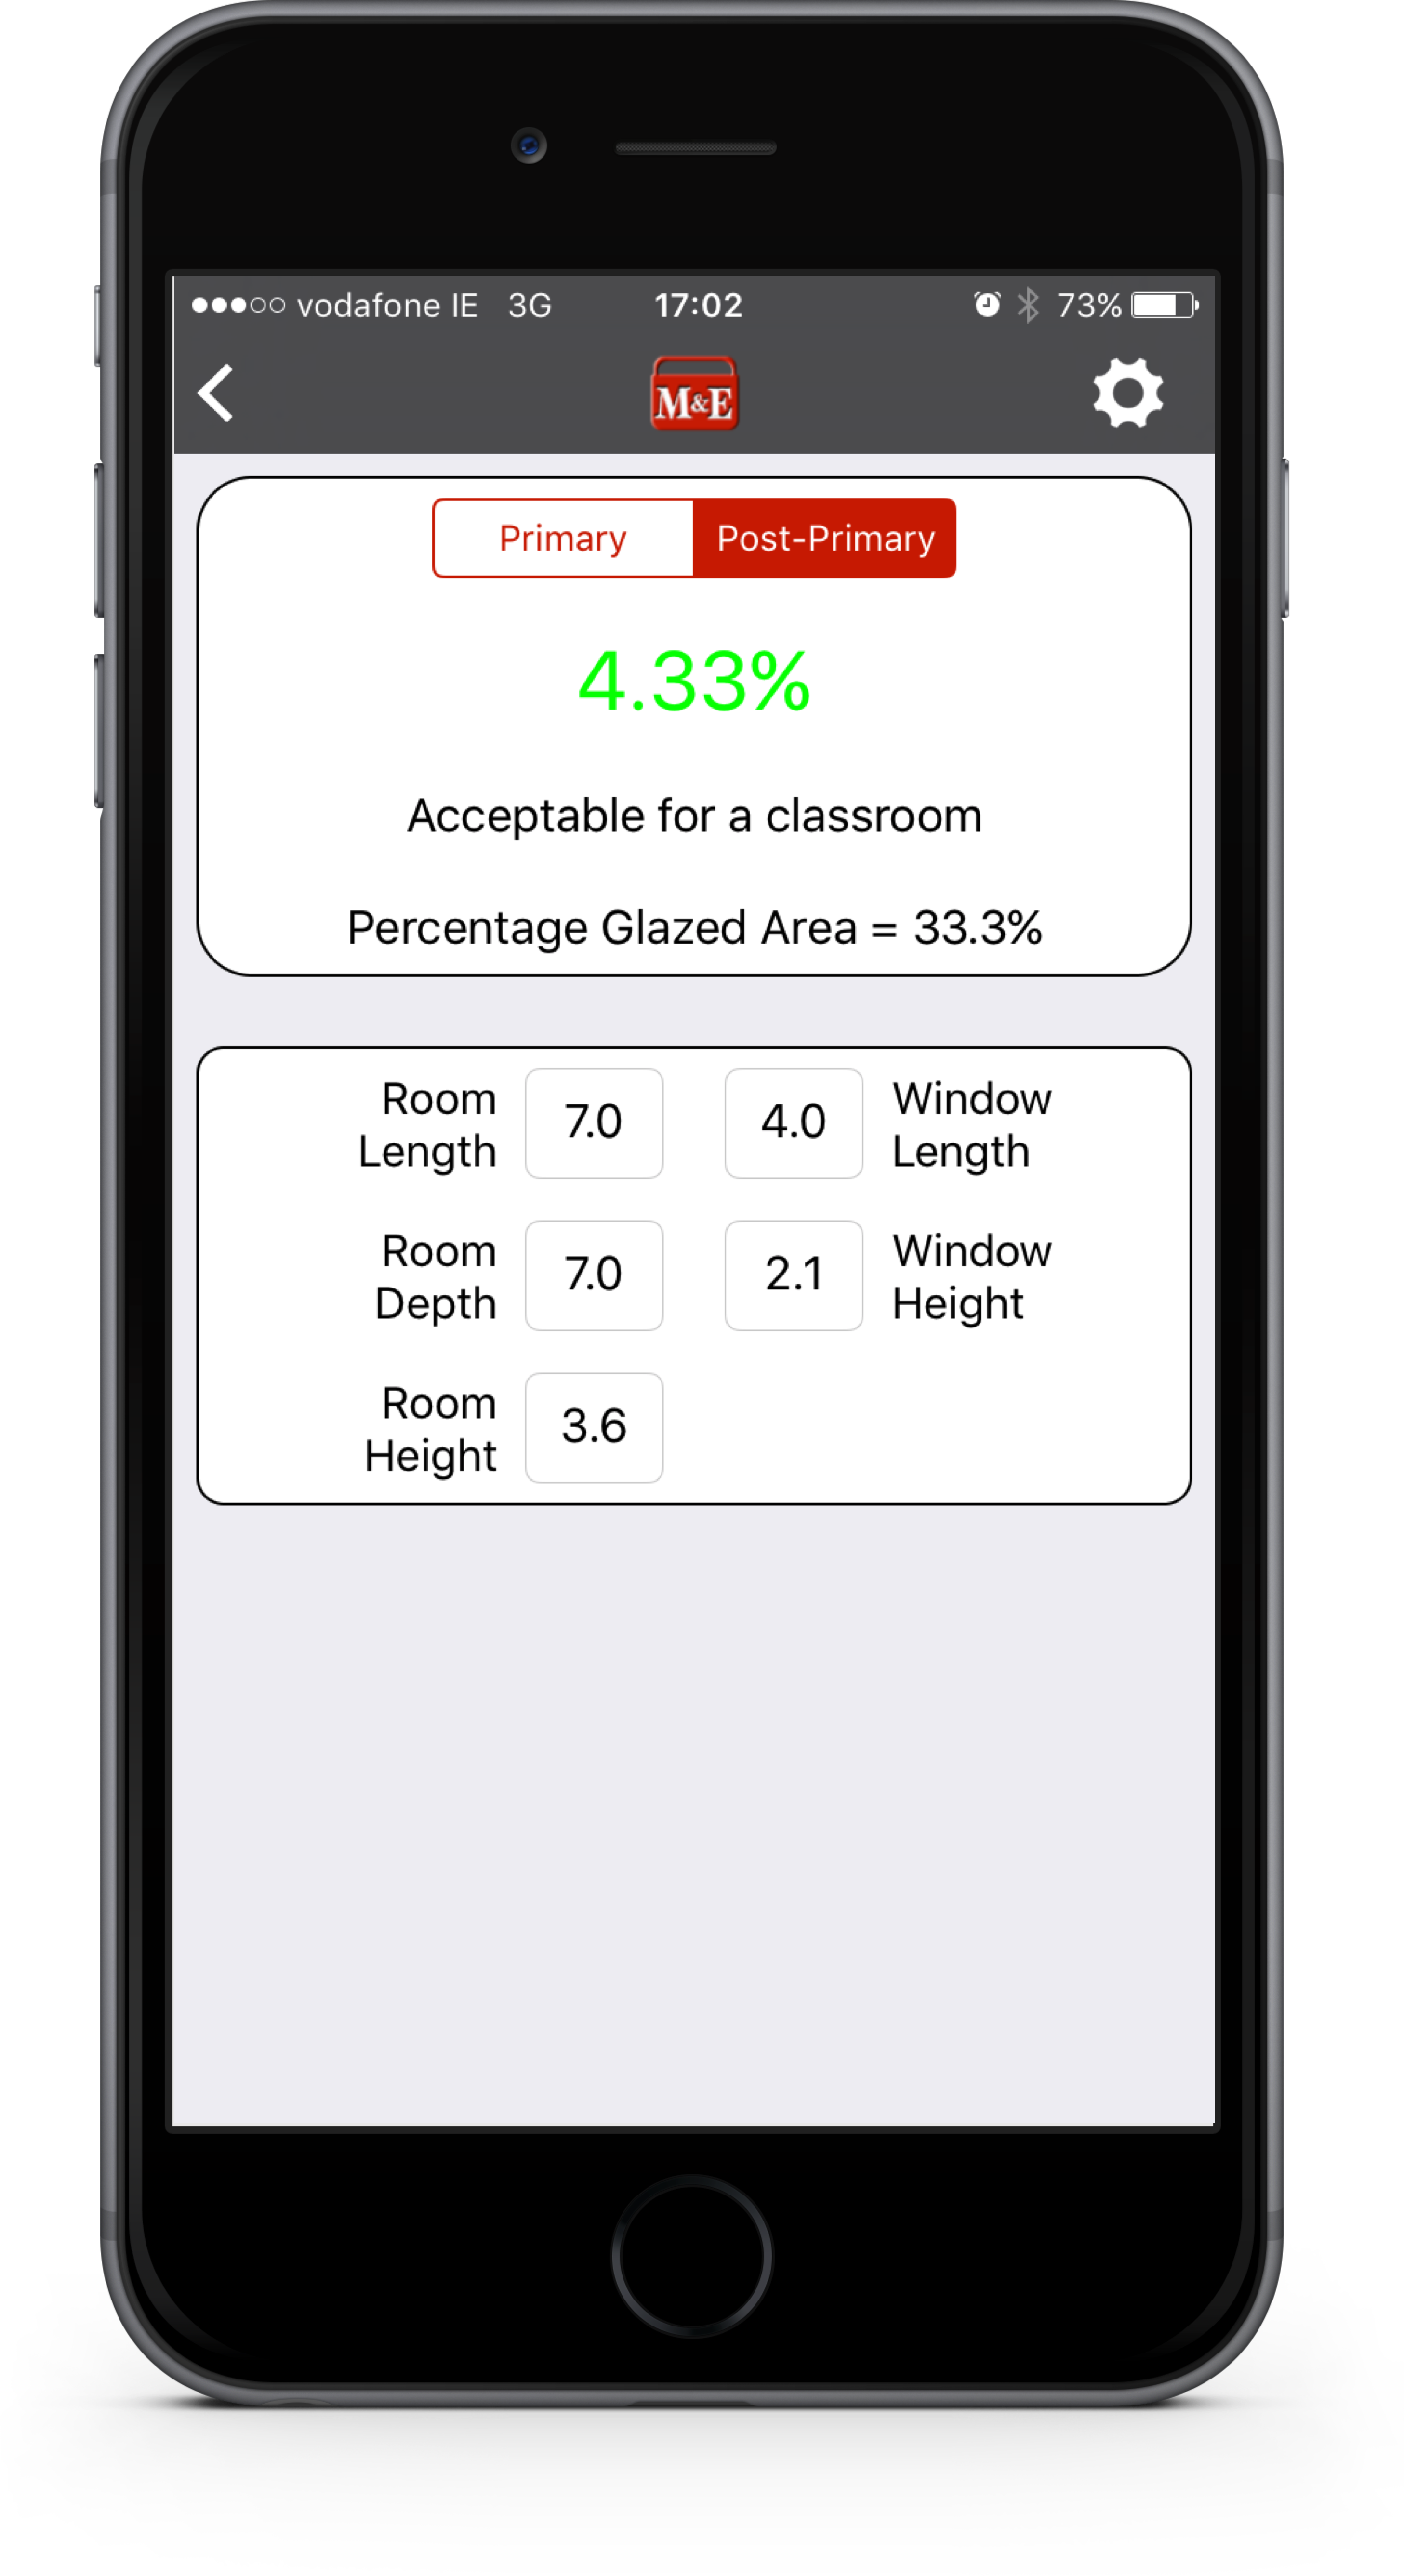 vodafone IE 3G 17:02 73%
M&E
Primary Post-Primary
4.33%
Acceptable for a classroom
Percentage Glazed Area = 33.3%
Room Length 7.0 4.0 Window Length
Room Depth 7.0 2.1 Window Height
Room Height 3.6